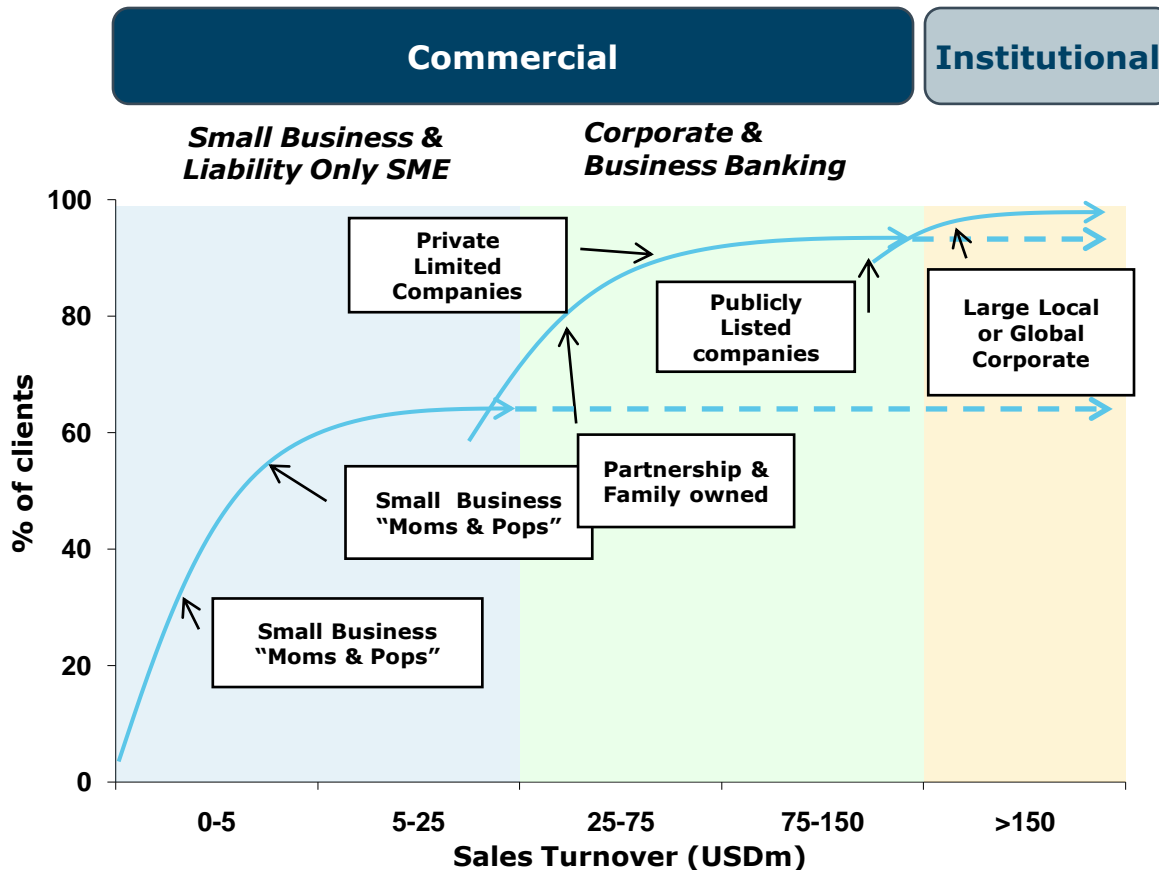 Commercial
Institutional
Small Business &
Liability Only SME
Corporate &
Business Banking
% of clients
100
80
60
40
20
0
Private
Limited
Companies
Publicly
Listed
companies
Large Local
or Global
Corporate
Small Business
“Moms & Pops”
Partnership &
Family owned
Small Business
“Moms & Pops”
0-5
5-25
25-75
75-150
>150
Sales Turnover (USDm)